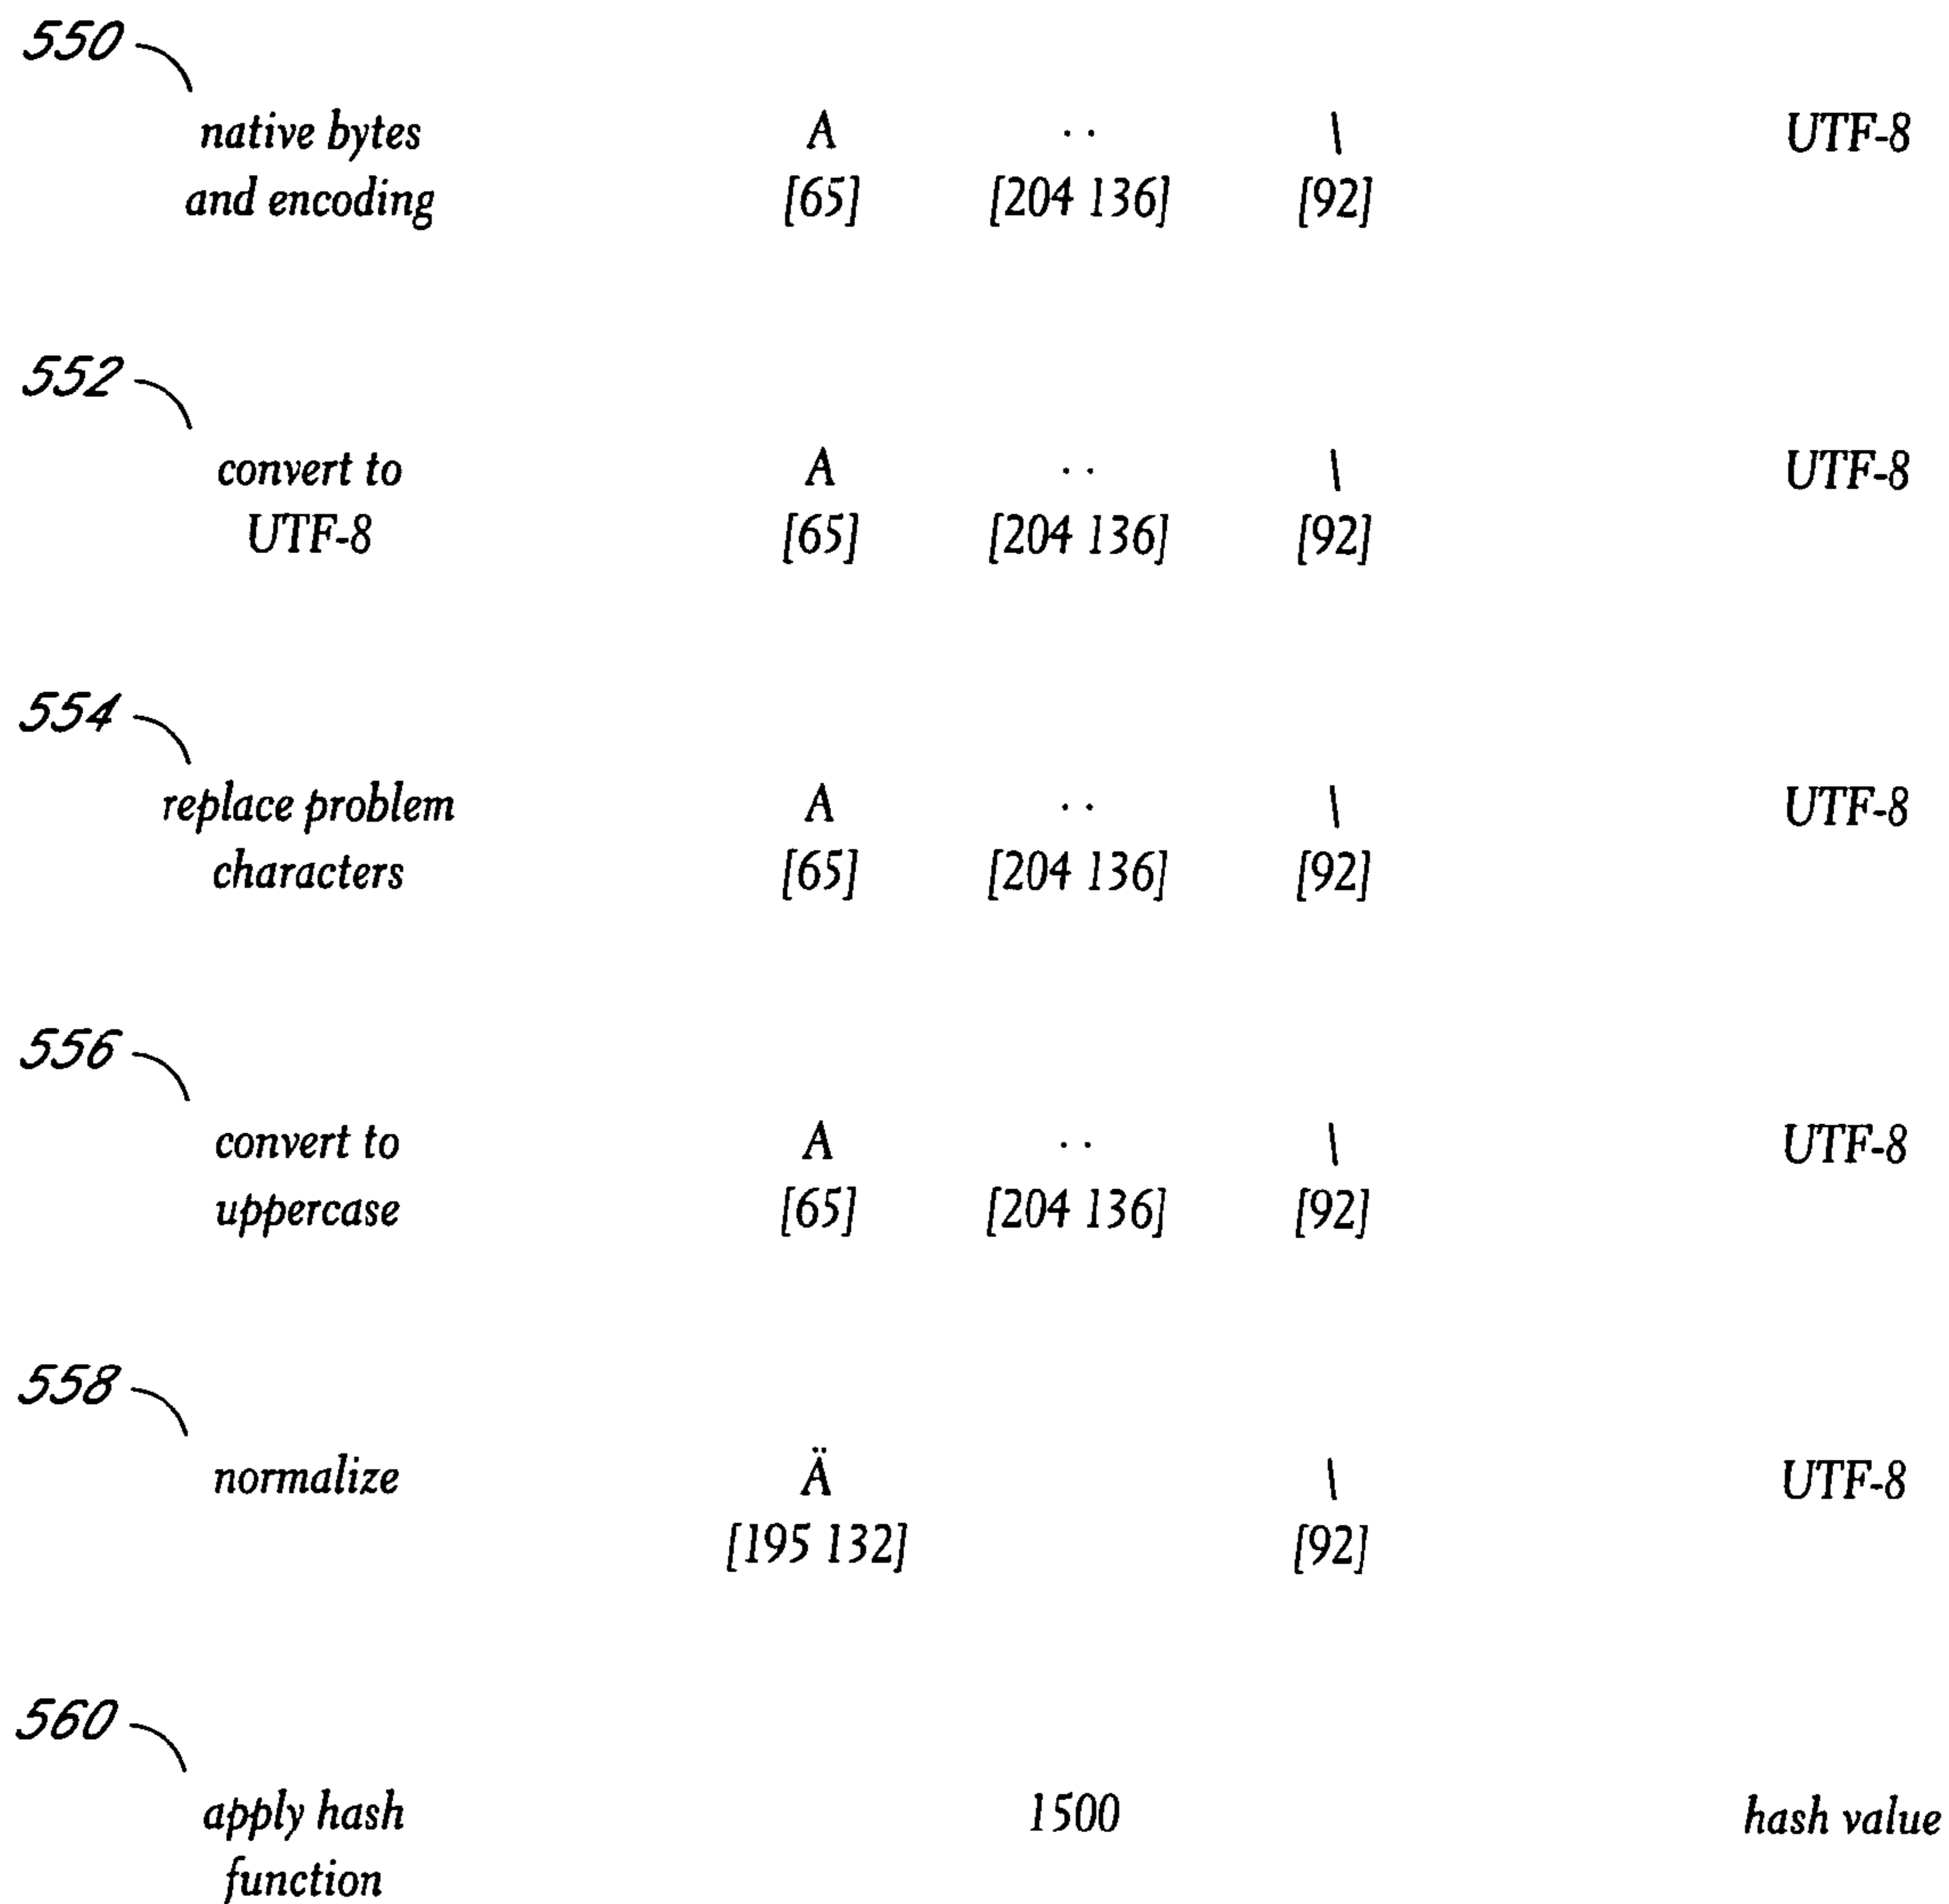 550
native bytes A ·· \ UTF-8
and encoding [65] [204 136] [92]
552
convert to A ·· \ UTF-8
UTF-8 [65] [204 136] [92]
554
replace problem A ·· \ UTF-8
characters [65] [204 136] [92]
556
convert to A ·· \ UTF-8
uppercase [65] [204 136] [92]
558
normalize Ä \ UTF-8
[195 132] [92]
560
apply hash 1500 hash value
function